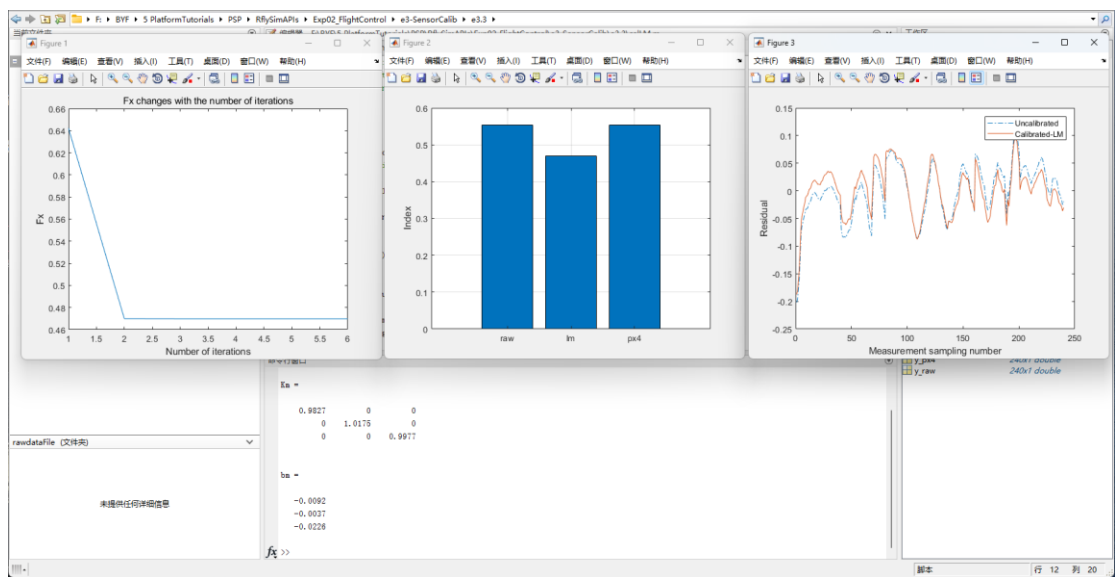 F: ▸ BYF ▸ 5 PlatformTutorials ▸ PSP ▸ RflySimAPIs ▸ Exp02_FlightControl ▸ e3-SensorCalib ▸ e3.3 ▸
Figure 1
文件(F) 编辑(E) 查看(V) 插入(I) 工具(T) 桌面(D) 窗口(W) 帮助(H)
Fx changes with the number of iterations
0.66
0.64
0.62
0.6
0.58
0.56
0.54
0.52
0.5
0.48
0.46
Fx
1 1.5 2 2.5 3 3.5 4 4.5 5 5.5 6
Number of iterations
Figure 2
文件(F) 编辑(E) 查看(V) 插入(I) 工具(T) 桌面(D) 窗口(W) 帮助(H)
0.6
0.5
0.4
0.3
0.2
0.1
0
Index
raw lm px4
Figure 3
文件(F) 编辑(E) 查看(V) 插入(I) 工具(T) 桌面(D) 窗口(W) 帮助(H)
0.15
0.1
0.05
0
-0.05
-0.1
-0.15
-0.2
-0.25
Residual
Uncalibrated
Calibrated-LM
0 50 100 140 200 240 250
Measurement sampling number
y_px4 240x1 double
y_raw 240x1 double
命令行窗口
Km =
0.9827 0 0
0 1.0175 0
0 0 0.9977
bm =
-0.0092
-0.0037
-0.0226
fx >>
rawdataFile (文件夹)
未提供任何详细信息
脚本
行 12 列 20